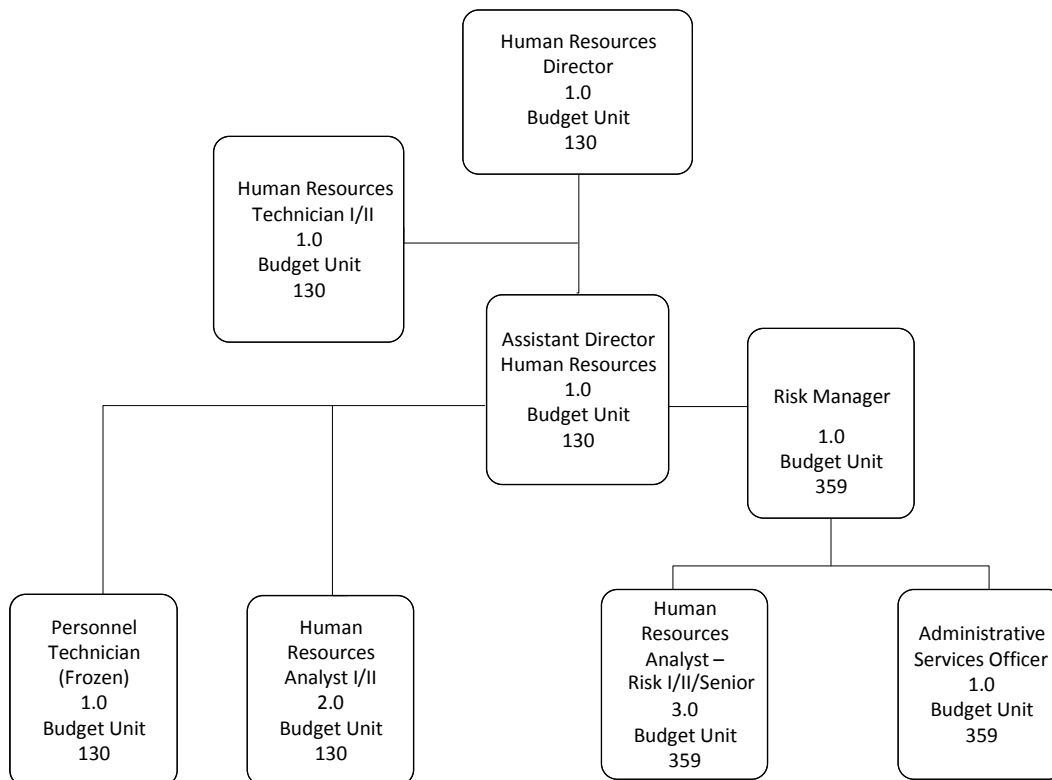 Human Resources
Director
1.0
Budget Unit
130
Human Resources
Technician I/II
1.0
Budget Unit
130
Assistant Director
Human Resources
1.0
Budget Unit
130
Risk Manager
1.0
Budget Unit
359
Personnel
Technician
(Frozen)
1.0
Budget Unit
130
Human
Resources
Analyst I/II
2.0
Budget Unit
130
Human
Resources
Analyst –
Risk I/II/Senior
3.0
Budget Unit
359
Administrative
Services Officer
1.0
Budget Unit
359